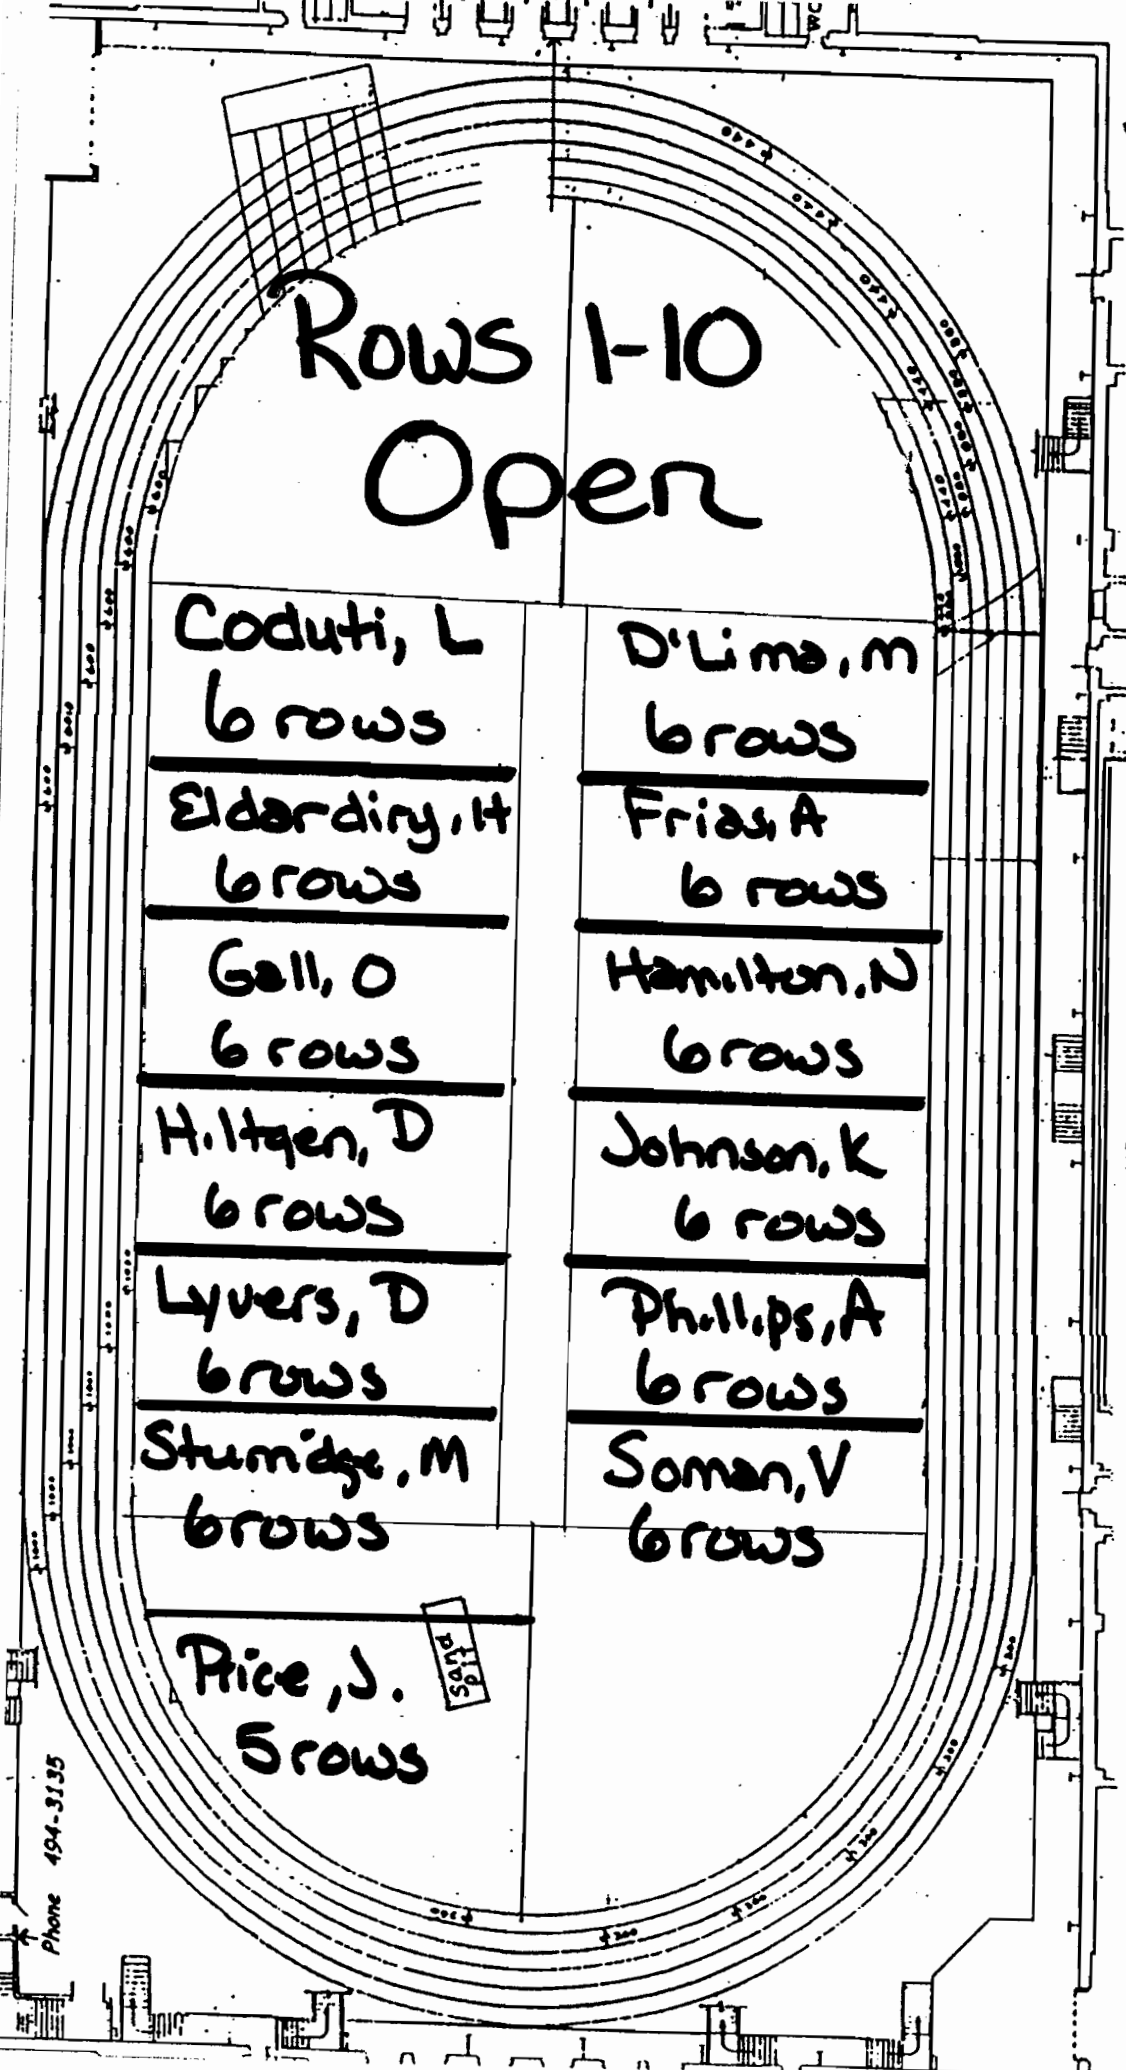 WC
Rows 1-10
Open
Coduti, L
6 rows
D'Lima, M
6 rows
Eldardiry, H
6 rows
Frias, A
6 rows
Gall, O
6 rows
Hamilton, N
6 rows
Hiltgen, D
6 rows
Johnson, K
6 rows
Lyvers, D
6 rows
Phillips, A
6 rows
Sturridge, M
6 rows
Soman, V
6 rows
Price, J.
5 rows
sand
pit
Phone 494-3135